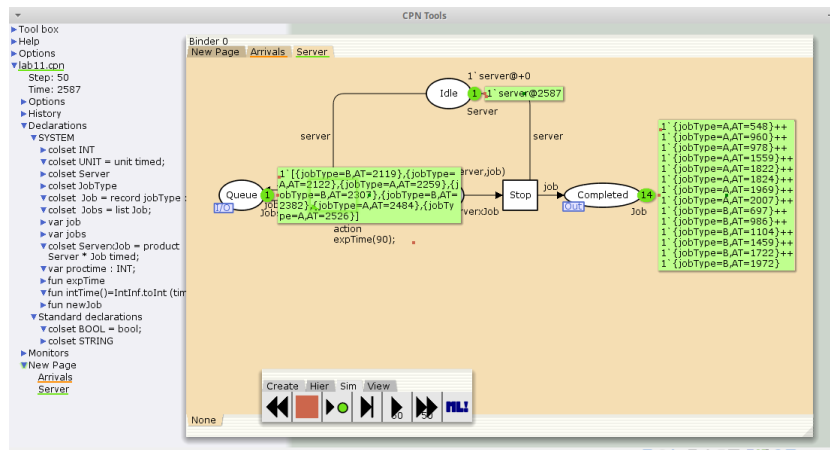 CPN Tools
Tool box
Help
Options
lab11.cpn
Step: 50
Time: 2587
Options
History
Declarations
SYSTEM
colset INT
colset UNIT = unit timed;
colset Server
colset JobType
colset Job = record jobType :
colset Jobs = list Job;
var job
var jobs
colset ServerxJob = product
Server * Job timed;
var proctime : INT;
fun expTime
fun intTime()=IntInf.toInt (tim
fun newJob
Standard declarations
colset BOOL = bool;
colset STRING
Monitors
New Page
Arrivals
Server
Binder 0
New Page Arrivals Server
1`server@+0
Idle 1 1`server@2587
Server
server
server
Queue 1
I/O
1`[{jobType=B,AT=2119},{jobType=
A,AT=2122},{jobType=A,AT=2259},{j
obType=B,AT=2307},{jobType=B,AT=
2382},{jobType=A,AT=2484},{jobTy
pe=A,AT=2526}]
erver,job)
action
expTime(90);
Stop
job
Completed 14
Out
Job
1`{jobType=A,AT=548}++
1`{jobType=A,AT=960}++
1`{jobType=A,AT=978}++
1`{jobType=A,AT=1559}++
1`{jobType=A,AT=1822}++
1`{jobType=A,AT=1824}++
1`{jobType=A,AT=1969}++
1`{jobType=A,AT=2007}++
1`{jobType=B,AT=697}++
1`{jobType=B,AT=986}++
1`{jobType=B,AT=1104}++
1`{jobType=B,AT=1459}++
1`{jobType=B,AT=1722}++
1`{jobType=B,AT=1972}
Create Hier Sim View
50
ML!
None